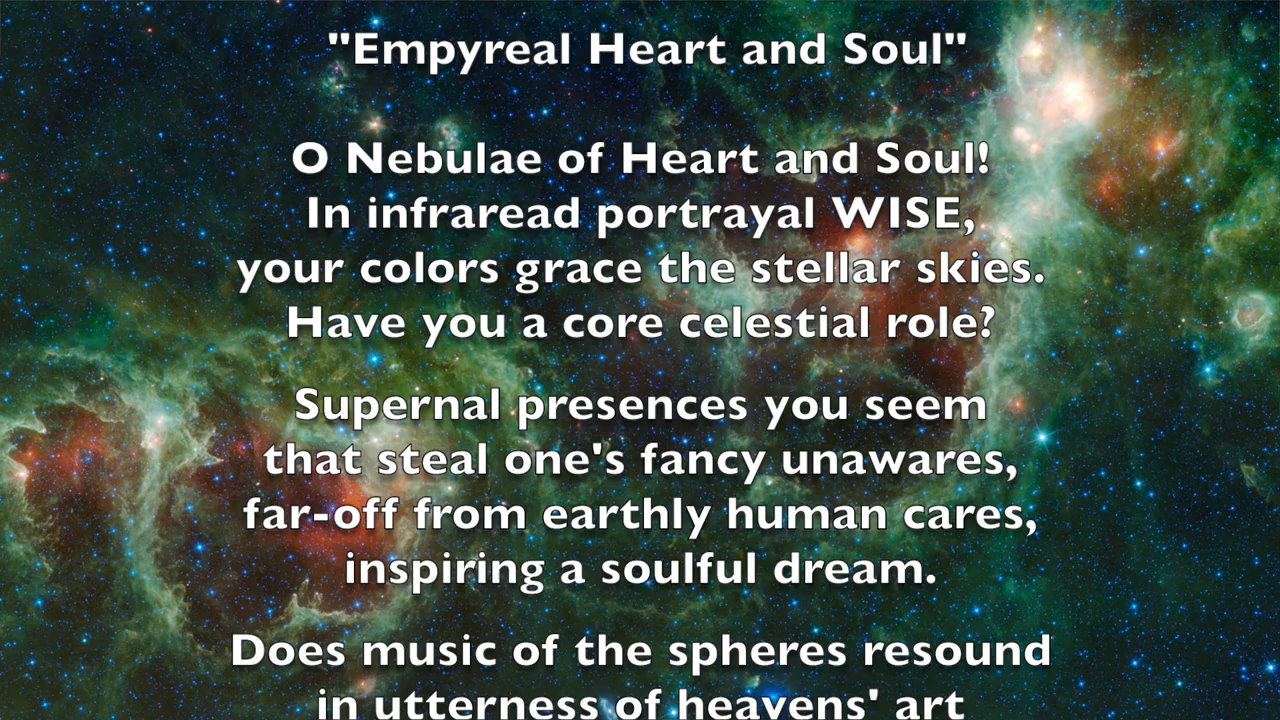 "Empyreal Heart and Soul"
O Nebulae of Heart and Soul!
In infraread portrayal WISE,
your colors grace the stellar skies.
Have you a core celestial role?
Supernal presences you seem
that steal one's fancy unawares,
far-off from earthly human cares,
inspiring a soulful dream.
Does music of the spheres resound
in utterness of heavens' art